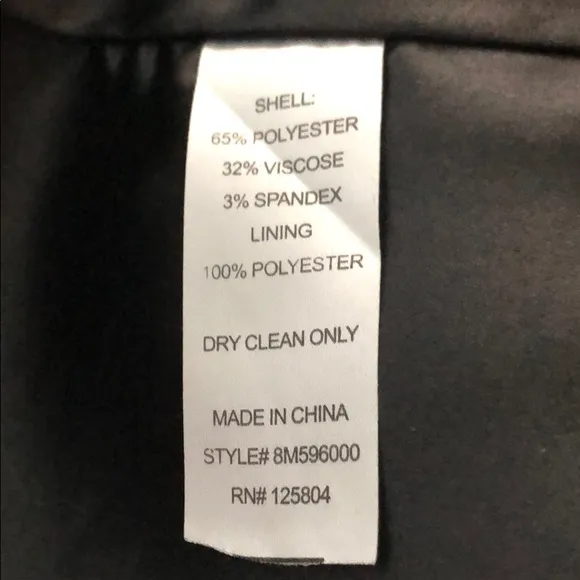 SHELL:
65% POLYESTER
32% VISCOSE
3% SPANDEX
LINING
100% POLYESTER
DRY CLEAN ONLY
MADE IN CHINA
STYLE# 8M596000
RN# 125804